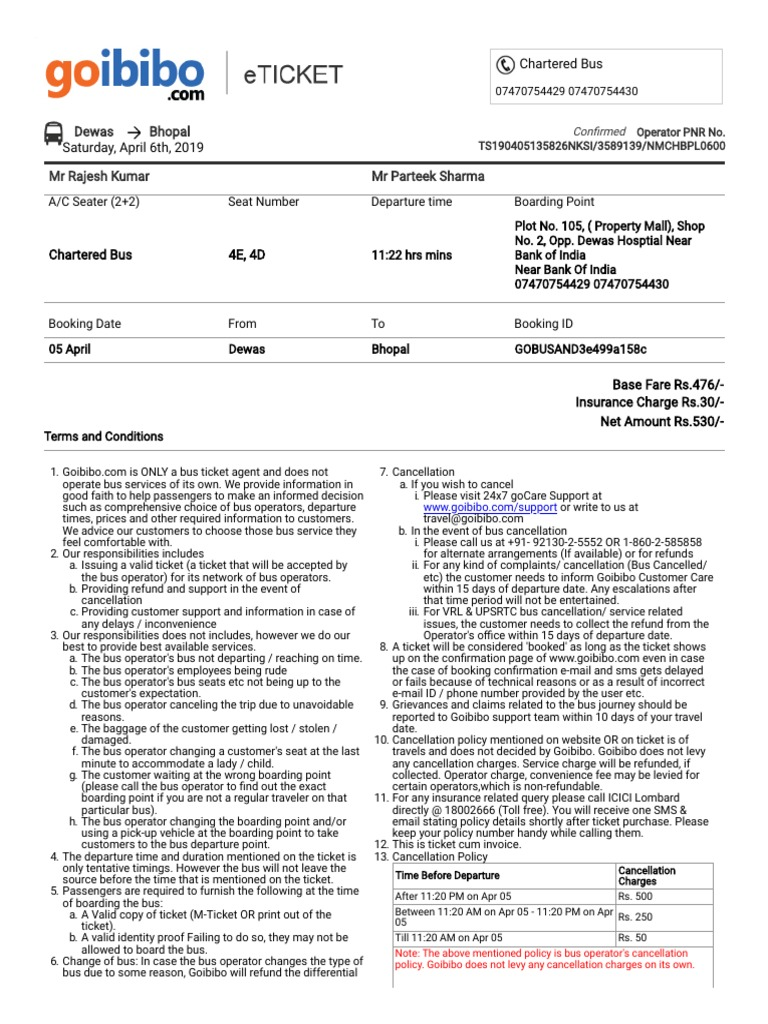 goibibo
.com
eTICKET
Chartered Bus
07470754429 07470754430
Dewas → Bhopal
Saturday, April 6th, 2019
Confirmed Operator PNR No.
TS190405135826NKSI/3589139/NMCHBPL0600
Mr Rajesh Kumar Mr Parteek Sharma
A/C Seater (2+2) Seat Number Departure time Boarding Point
Chartered Bus 4E, 4D 11:22 hrs mins
Plot No. 105, ( Property Mall), Shop
No. 2, Opp. Dewas Hosptial Near
Bank of India
Near Bank Of India
07470754429 07470754430
Booking Date From To Booking ID
05 April Dewas Bhopal GOBUSAND3e499a158c
Base Fare Rs.476/-
Insurance Charge Rs.30/-
Net Amount Rs.530/-
Terms and Conditions
1. Goibibo.com is ONLY a bus ticket agent and does not
operate bus services of its own. We provide information in
good faith to help passengers to make an informed decision
such as comprehensive choice of bus operators, departure
times, prices and other required information to customers.
We advice our customers to choose those bus service they
feel comfortable with.
2. Our responsibilities includes
a. Issuing a valid ticket (a ticket that will be accepted by
the bus operator) for its network of bus operators.
b. Providing refund and support in the event of
cancellation
c. Providing customer support and information in case of
any delays / inconvenience
3. Our responsibilities does not includes, however we do our
best to provide best available services.
a. The bus operator's bus not departing / reaching on time.
b. The bus operator's employees being rude
c. The bus operator's bus seats etc not being up to the
customer's expectation.
d. The bus operator canceling the trip due to unavoidable
reasons.
e. The baggage of the customer getting lost / stolen /
damaged.
f. The bus operator changing a customer's seat at the last
minute to accommodate a lady / child.
g. The customer waiting at the wrong boarding point
(please call the bus operator to find out the exact
boarding point if you are not a regular traveler on that
particular bus).
h. The bus operator changing the boarding point and/or
using a pick-up vehicle at the boarding point to take
customers to the bus departure point.
4. The departure time and duration mentioned on the ticket is
only tentative timings. However the bus will not leave the
source before the time that is mentioned on the ticket.
5. Passengers are required to furnish the following at the time
of boarding the bus:
a. A Valid copy of ticket (M-Ticket OR print out of the
ticket).
b. A valid identity proof Failing to do so, they may not be
allowed to board the bus.
6. Change of bus: In case the bus operator changes the type of
bus due to some reason, Goibibo will refund the differential
7. Cancellation
a. If you wish to cancel
i. Please visit 24x7 goCare Support at
www.goibibo.com/support or write to us at
travel@goibibo.com
b. In the event of bus cancellation
i. Please call us at +91- 92130-2-5552 OR 1-860-2-585858
for alternate arrangements (If available) or for refunds
ii. For any kind of complaints/ cancellation (Bus Cancelled/
etc) the customer needs to inform Goibibo Customer Care
within 15 days of departure date. Any escalations after
that time period will not be entertained.
iii. For VRL & UPSRTC bus cancellation/ service related
issues, the customer needs to collect the refund from the
Operator's office within 15 days of departure date.
8. A ticket will be considered 'booked' as long as the ticket shows
up on the confirmation page of www.goibibo.com even in case
the case of booking confirmation e-mail and sms gets delayed
or fails because of technical reasons or as a result of incorrect
e-mail ID / phone number provided by the user etc.
9. Grievances and claims related to the bus journey should be
reported to Goibibo support team within 10 days of your travel
date.
10. Cancellation policy mentioned on website OR on ticket is of
travels and does not decided by Goibibo. Goibibo does not levy
any cancellation charges. Service charge will be refunded, if
collected. Operator charge, convenience fee may be levied for
certain operators,which is non-refundable.
11. For any insurance related query please call ICICI Lombard
directly @ 18002666 (Toll free). You will receive one SMS &
email stating policy details shortly after ticket purchase. Please
keep your policy number handy while calling them.
12. This is ticket cum invoice.
13. Cancellation Policy
Time Before Departure Cancellation
Charges
After 11:20 PM on Apr 05 Rs. 500
Between 11:20 AM on Apr 05 - 11:20 PM on Apr
05 Rs. 250
Till 11:20 AM on Apr 05 Rs. 50
Note: The above mentioned policy is bus operator's cancellation
policy. Goibibo does not levy any cancellation charges on its own.